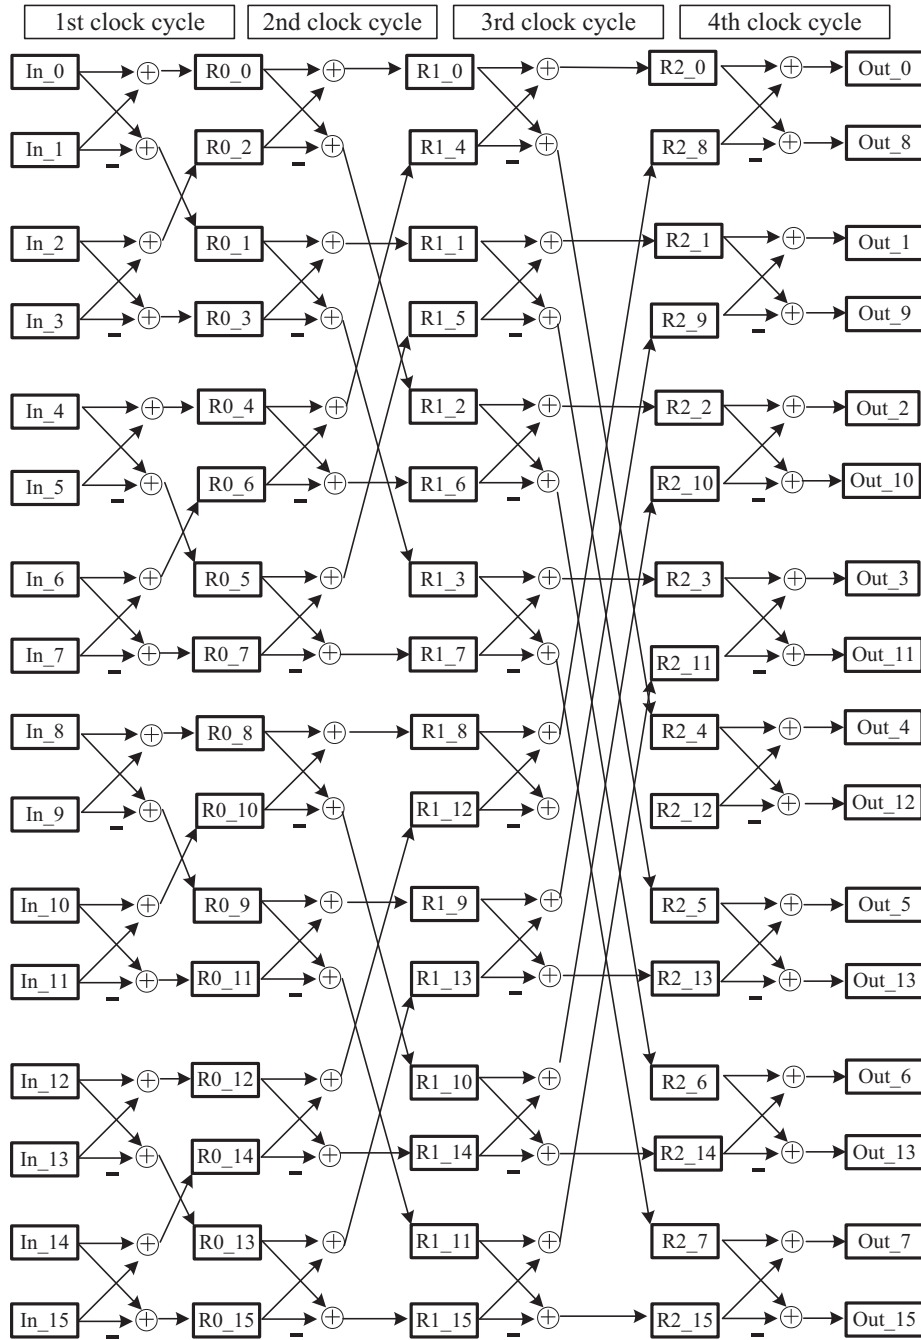 1st clock cycle 2nd clock cycle 3rd clock cycle 4th clock cycle
In_0 R0_0 R1_0 R2_0 Out_0
In_1 R0_2 R1_4 R2_8 Out_8
In_2 R0_1 R1_1 R2_1 Out_1
In_3 R0_3 R1_5 R2_9 Out_9
In_4 R0_4 R1_2 R2_2 Out_2
In_5 R0_6 R1_6 R2_10 Out_10
In_6 R0_5 R1_3 R2_3 Out_3
In_7 R0_7 R1_7 R2_11 Out_11
In_8 R0_8 R1_8 R2_4 Out_4
In_9 R0_10 R1_12 R2_12 Out_12
In_10 R0_9 R1_9 R2_5 Out_5
In_11 R0_11 R1_13 R2_13 Out_13
In_12 R0_12 R1_10 R2_6 Out_6
In_13 R0_14 R1_14 R2_14 Out_13
In_14 R0_13 R1_11 R2_7 Out_7
In_15 R0_15 R1_15 R2_15 Out_15